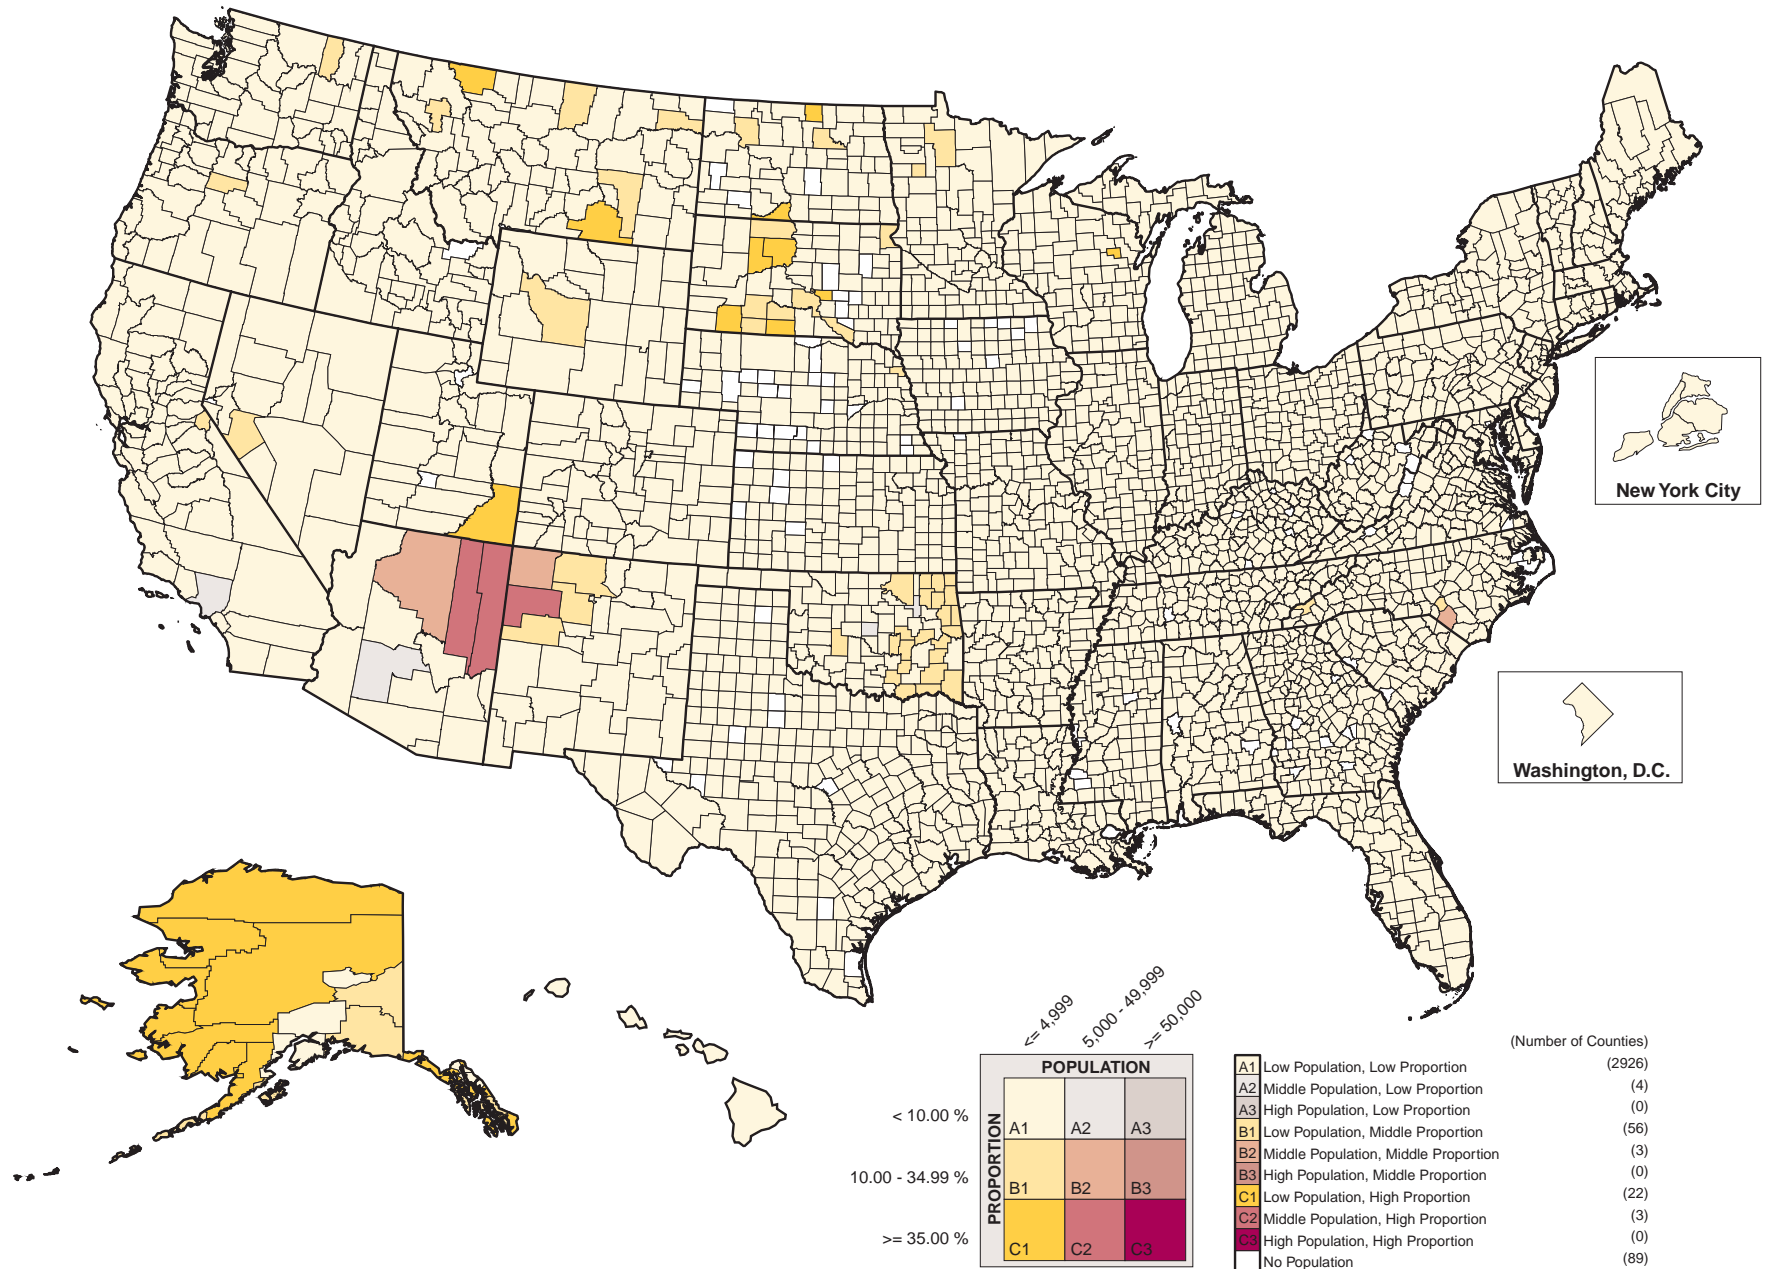 New York City
Washington, D.C.
<= 4,999
5,000 - 49,999
>= 50,000
POPULATION
PROPORTION
< 10.00 %
10.00 - 34.99 %
>= 35.00 %
A1 A2 A3
B1 B2 B3
C1 C2 C3
(Number of Counties)
A1 Low Population, Low Proportion (2926)
A2 Middle Population, Low Proportion (4)
A3 High Population, Low Proportion (0)
B1 Low Population, Middle Proportion (56)
B2 Middle Population, Middle Proportion (3)
B3 High Population, Middle Proportion (0)
C1 Low Population, High Proportion (22)
C2 Middle Population, High Proportion (3)
C3 High Population, High Proportion (0)
No Population (89)